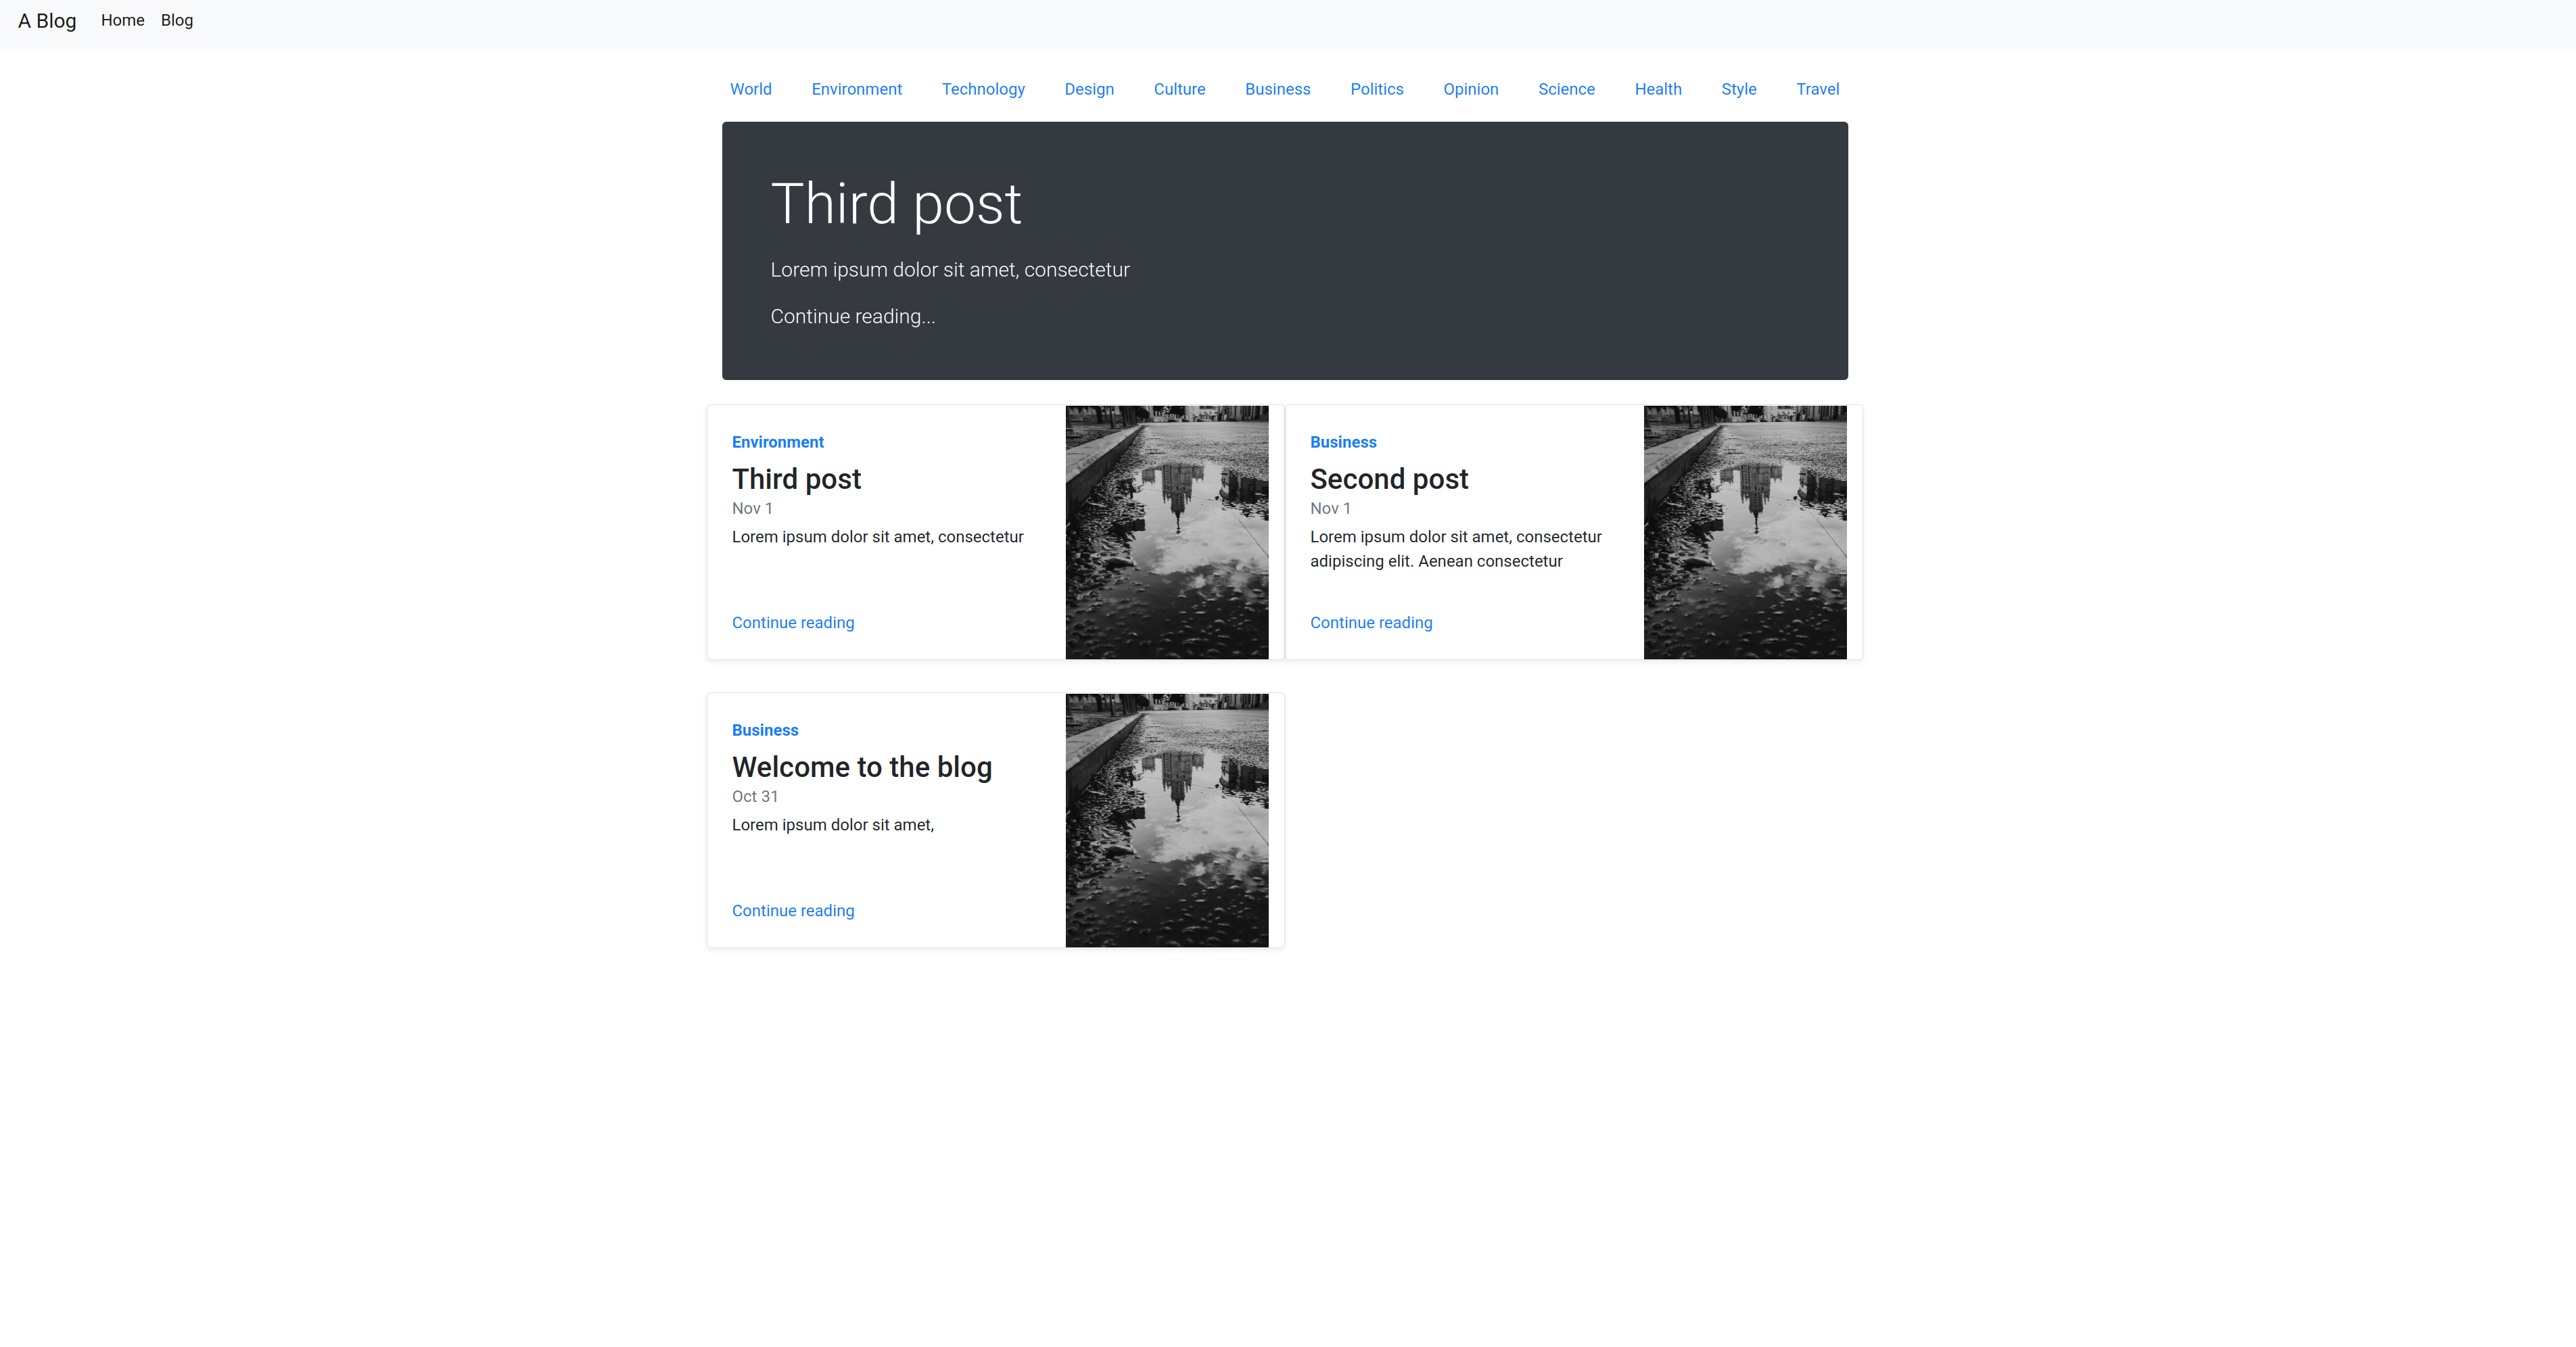 A Blog Home Blog
World Environment Technology Design Culture Business Politics Opinion Science Health Style Travel
Third post
Lorem ipsum dolor sit amet, consectetur
Continue reading...
Environment
Third post
Nov 1
Lorem ipsum dolor sit amet, consectetur
Continue reading
Business
Second post
Nov 1
Lorem ipsum dolor sit amet, consectetur
adipiscing elit. Aenean consectetur
Continue reading
Business
Welcome to the blog
Oct 31
Lorem ipsum dolor sit amet,
Continue reading